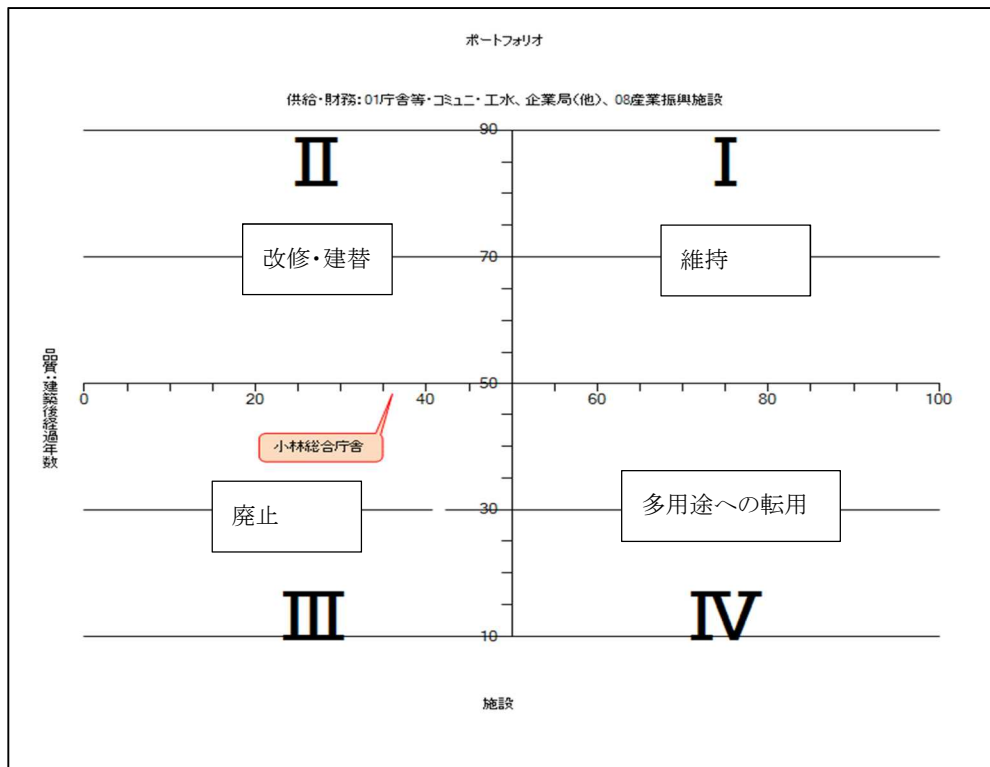 ポートフォリオ
供給・財務:01庁舎等・コミュニ・工水、企業局(他)、08産業振興施設
90
Ⅱ
Ⅰ
改修・建替
70
維持
品質:建築後経過年数
50
0
20
40
60
80
100
小林総合庁舎
廃止
30
多用途への転用
Ⅲ
Ⅳ
10
施設